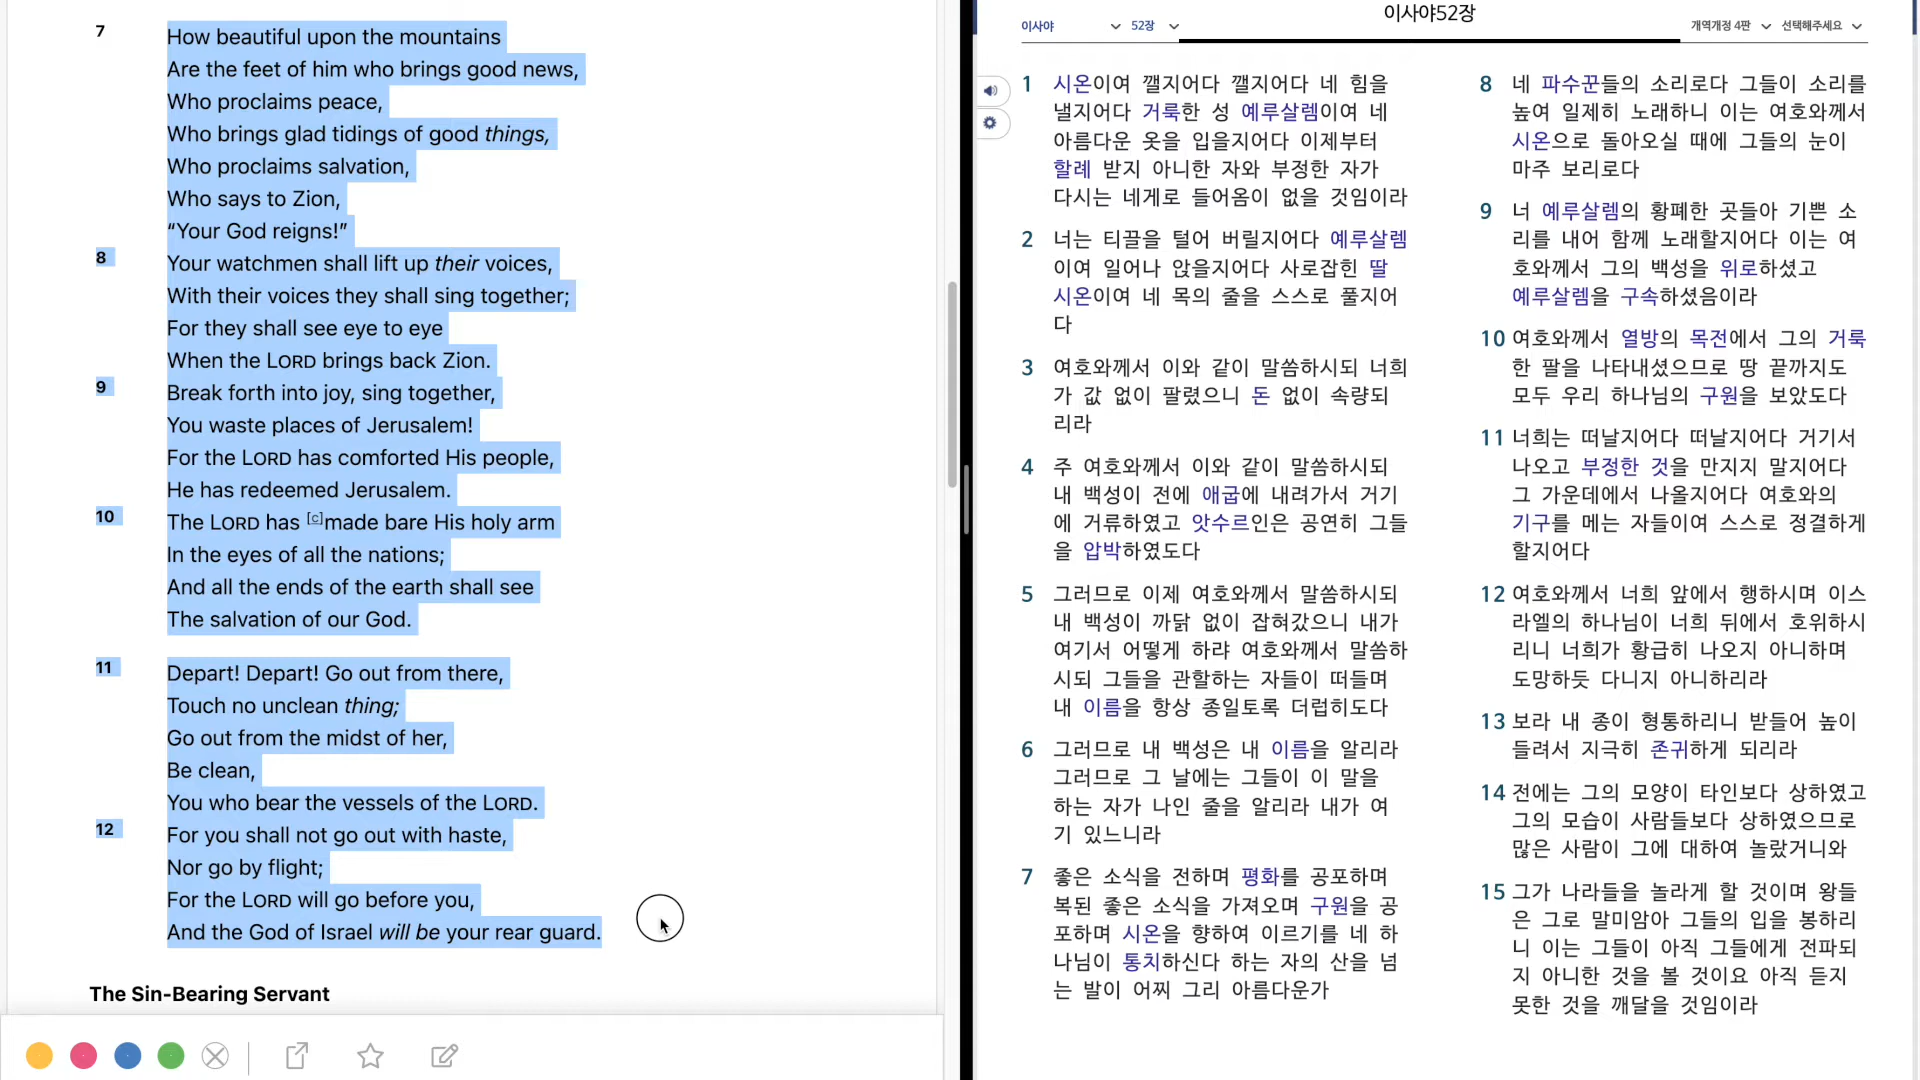 7 How beautiful upon the mountains
Are the feet of him who brings good news,
Who proclaims peace,
Who brings glad tidings of good things,
Who proclaims salvation,
Who says to Zion,
“Your God reigns!”
8 Your watchmen shall lift up their voices,
With their voices they shall sing together;
For they shall see eye to eye
When the LORD brings back Zion.
9 Break forth into joy, sing together,
You waste places of Jerusalem!
For the LORD has comforted His people,
He has redeemed Jerusalem.
10 The LORD has [c]made bare His holy arm
In the eyes of all the nations;
And all the ends of the earth shall see
The salvation of our God.
11 Depart! Depart! Go out from there,
Touch no unclean thing;
Go out from the midst of her,
Be clean,
You who bear the vessels of the LORD.
12 For you shall not go out with haste,
Nor go by flight;
For the LORD will go before you,
And the God of Israel will be your rear guard.
The Sin-Bearing Servant
이사야52장
이사야 52장 개역개정 4판 선택해주세요
1 시온이여 깰지어다 깰지어다 네 힘을
낼지어다 거룩한 성 예루살렘이여 네
아름다운 옷을 입을지어다 이제부터
할례 받지 아니한 자와 부정한 자가
다시는 네게로 들어옴이 없을 것임이라
2 너는 티끌을 털어 버릴지어다 예루살렘
이여 일어나 앉을지어다 사로잡힌 딸
시온이여 네 목의 줄을 스스로 풀지어
다
3 여호와께서 이와 같이 말씀하시되 너희
가 값 없이 팔렸으니 돈 없이 속량되
리라
4 주 여호와께서 이와 같이 말씀하시되
내 백성이 전에 애굽에 내려가서 거기
에 거류하였고 앗수르인은 공연히 그들
을 압박하였도다
5 그러므로 이제 여호와께서 말씀하시되
내 백성이 까닭 없이 잡혀갔으니 내가
여기서 어떻게 하랴 여호와께서 말씀하
시되 그들을 관할하는 자들이 떠들며
내 이름을 항상 종일토록 더럽히도다
6 그러므로 내 백성은 내 이름을 알리라
그러므로 그 날에는 그들이 이 말을
하는 자가 나인 줄을 알리라 내가 여
기 있느니라
7 좋은 소식을 전하며 평화를 공포하며
복된 좋은 소식을 가져오며 구원을 공
포하며 시온을 향하여 이르기를 네 하
나님이 통치하신다 하는 자의 산을 넘
는 발이 어찌 그리 아름다운가
8 네 파수꾼들의 소리로다 그들이 소리를
높여 일제히 노래하니 이는 여호와께서
시온으로 돌아오실 때에 그들의 눈이
마주 보리로다
9 너 예루살렘의 황폐한 곳들아 기쁜 소
리를 내어 함께 노래할지어다 이는 여
호와께서 그의 백성을 위로하셨고
예루살렘을 구속하셨음이라
10 여호와께서 열방의 목전에서 그의 거룩
한 팔을 나타내셨으므로 땅 끝까지도
모두 우리 하나님의 구원을 보았도다
11 너희는 떠날지어다 떠날지어다 거기서
나오고 부정한 것을 만지지 말지어다
그 가운데에서 나올지어다 여호와의
기구를 메는 자들이여 스스로 정결하게
할지어다
12 여호와께서 너희 앞에서 행하시며 이스
라엘의 하나님이 너희 뒤에서 호위하시
리니 너희가 황급히 나오지 아니하며
도망하듯 다니지 아니하리라
13 보라 내 종이 형통하리니 받들어 높이
들려서 지극히 존귀하게 되리라
14 전에는 그의 모양이 타인보다 상하였고
그의 모습이 사람들보다 상하였으므로
많은 사람이 그에 대하여 놀랐거니와
15 그가 나라들을 놀라게 할 것이며 왕들
은 그로 말미암아 그들의 입을 봉하리
니 이는 그들이 아직 그들에게 전파되
지 아니한 것을 볼 것이요 아직 듣지
못한 것을 깨달을 것임이라